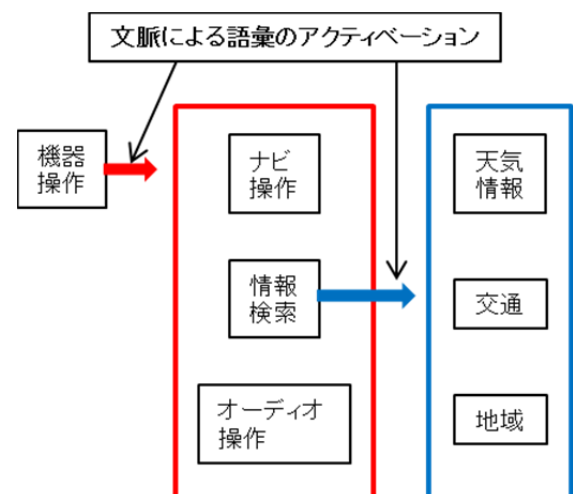 文脈による語彙のアクティベーション
機器
操作
ナビ
操作
情報
検索
オーディオ
操作
天気
情報
交通
地域